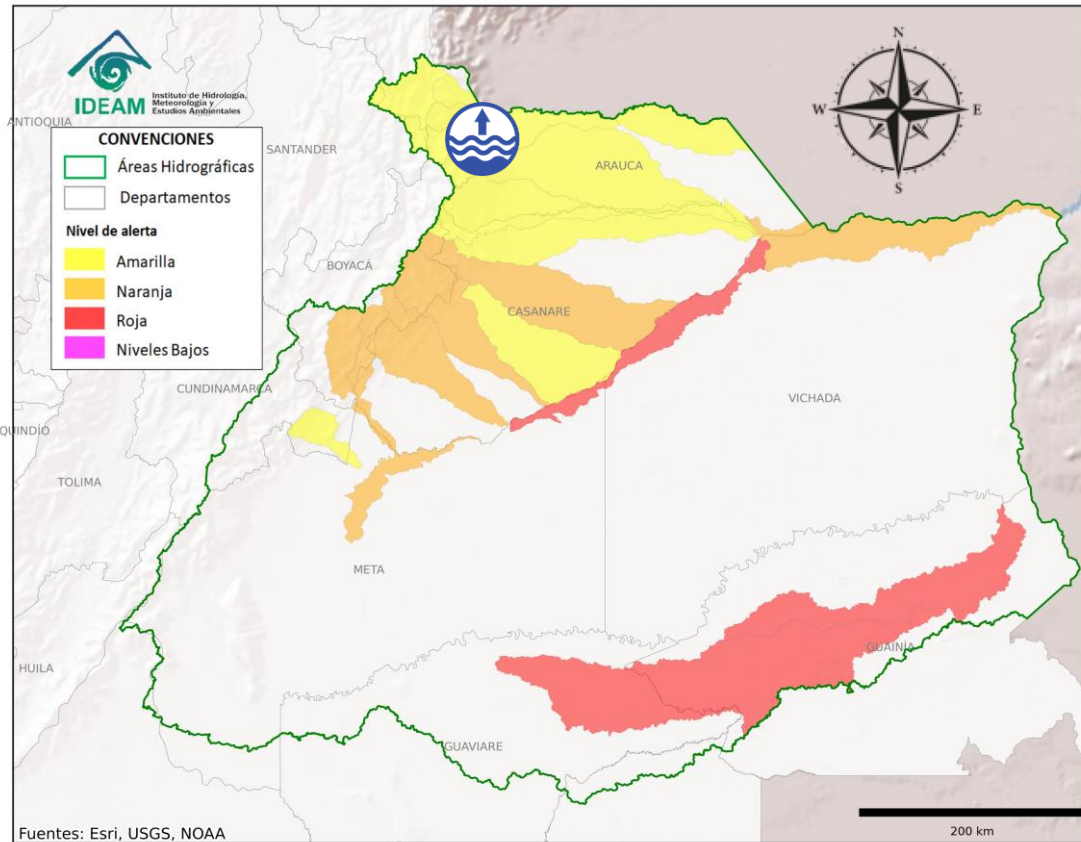 IDEAM
Instituto de Hidrología,
Meteorología y
Estudios Ambientales
N
W
E
S
ANTIOQUIA
CONVENCIONES
Áreas Hidrográficas
Departamentos
Nivel de alerta
Amarilla
Naranja
Roja
Niveles Bajos
SANTANDER
ARAUCA
BOYACÁ
CASANARE
CUNDINAMARCA
VICHADA
QUINDÍO
TOLIMA
META
HUILA
GUAINÍA
GUAVIARE
Fuentes: Esri, USGS, NOAA
200 km